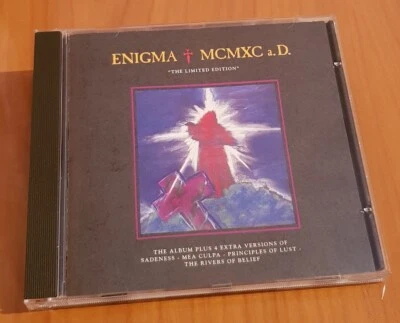 ENIGMA † MCMXC a.D.
"THE LIMITED EDITION"
THE ALBUM PLUS 4 EXTRA VERSIONS OF
SADENESS - MEA CULPA - PRINCIPLES OF LUST -
THE RIVERS OF BELIEF